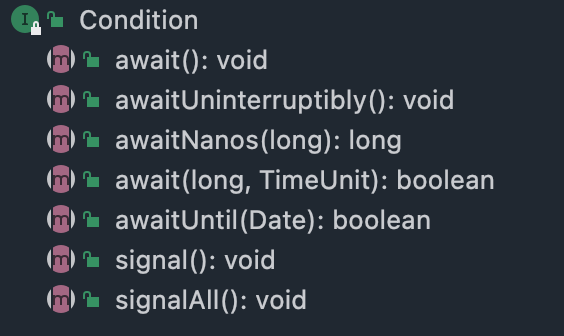 Condition
await(): void
awaitUninterruptibly(): void
awaitNanos(long): long
await(long, TimeUnit): boolean
awaitUntil(Date): boolean
signal(): void
signalAll(): void